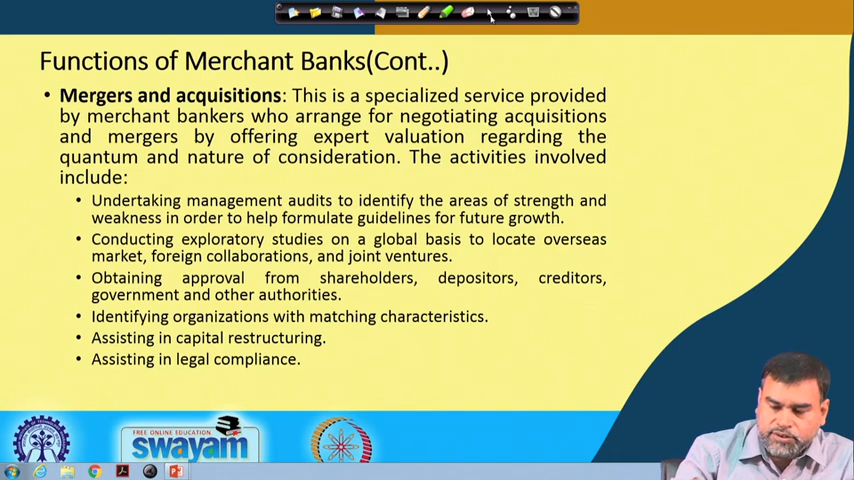 Functions of Merchant Banks(Cont..)
• Mergers and acquisitions: This is a specialized service provided
by merchant bankers who arrange for negotiating acquisitions
and mergers by offering expert valuation regarding the
quantum and nature of consideration. The activities involved
include:
• Undertaking management audits to identify the areas of strength and
weakness in order to help formulate guidelines for future growth.
• Conducting exploratory studies on a global basis to locate overseas
market, foreign collaborations, and joint ventures.
• Obtaining approval from shareholders, depositors, creditors,
government and other authorities.
• Identifying organizations with matching characteristics.
• Assisting in capital restructuring.
• Assisting in legal compliance.
FREE ONLINE EDUCATION
swayam